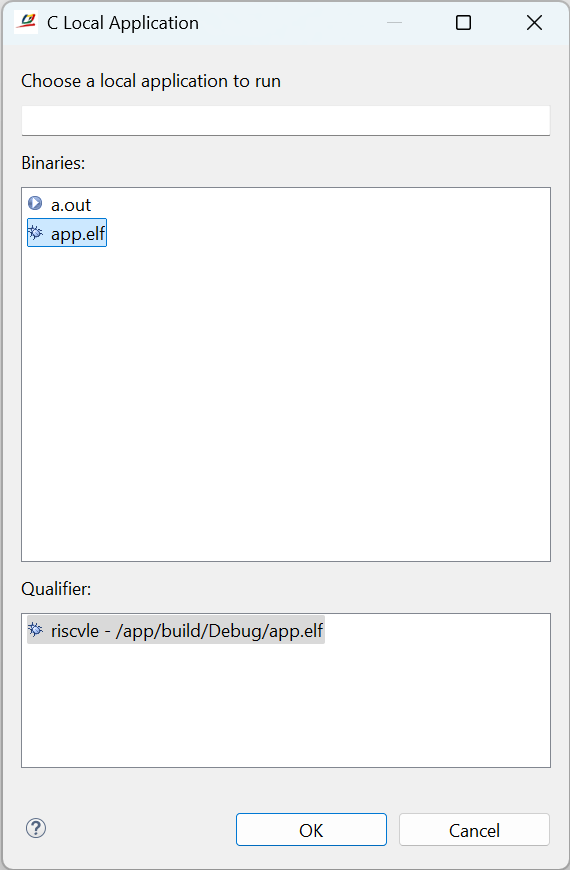 C Local Application
Choose a local application to run
Binaries:
a.out
app.elf
Qualifier:
riscvle - /app/build/Debug/app.elf
?
OK
Cancel